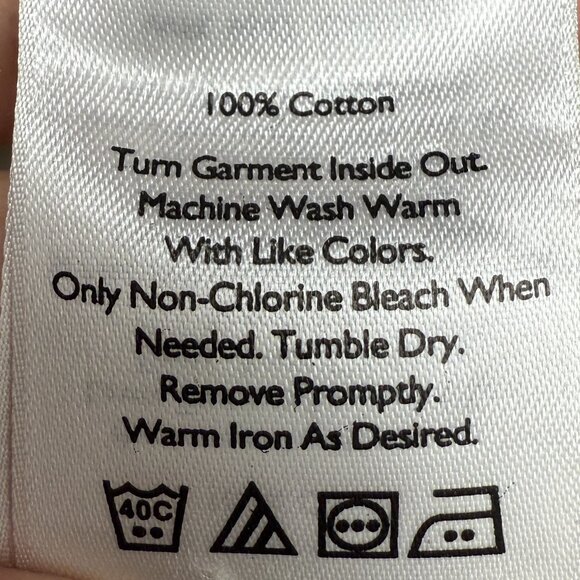 100% Cotton
Turn Garment Inside Out.
Machine Wash Warm
With Like Colors.
Only Non-Chlorine Bleach When
Needed. Tumble Dry.
Remove Promptly.
Warm Iron As Desired.
40C